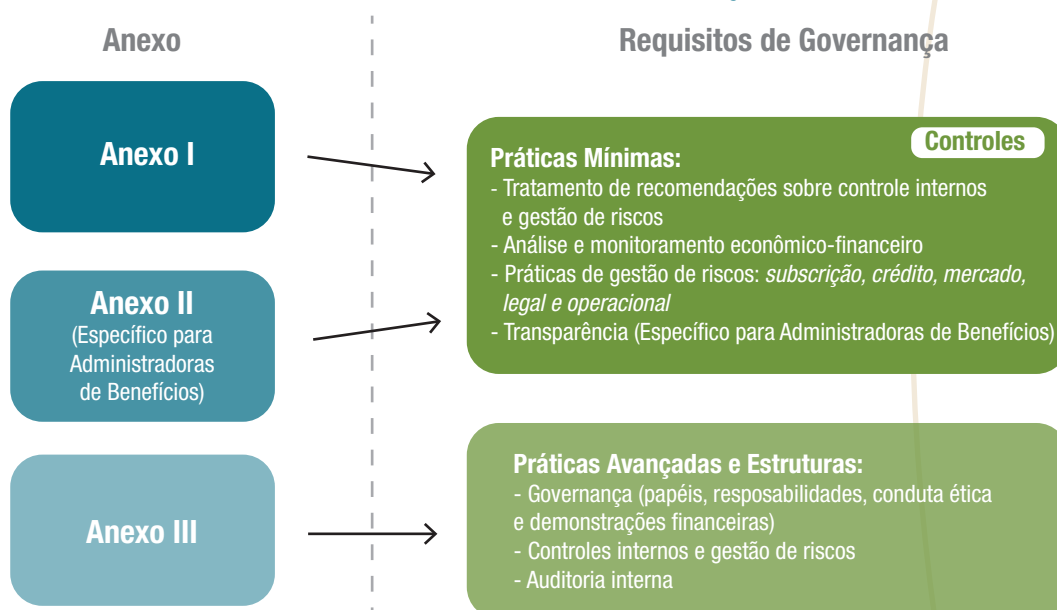 Anexo
Requisitos de Governança
Anexo I
Controles
Práticas Mínimas:
- Tratamento de recomendações sobre controle internos
e gestão de riscos
- Análise e monitoramento econômico-financeiro
- Práticas de gestão de riscos: subscrição, crédito, mercado,
legal e operacional
- Transparência (Específico para Administradoras de Benefícios)
Anexo II
(Específico para
Administradoras
de Benefícios)
Práticas Avançadas e Estruturas:
- Governança (papéis, resposabilidades, conduta ética
e demonstrações financeiras)
- Controles internos e gestão de riscos
- Auditoria interna
Anexo III